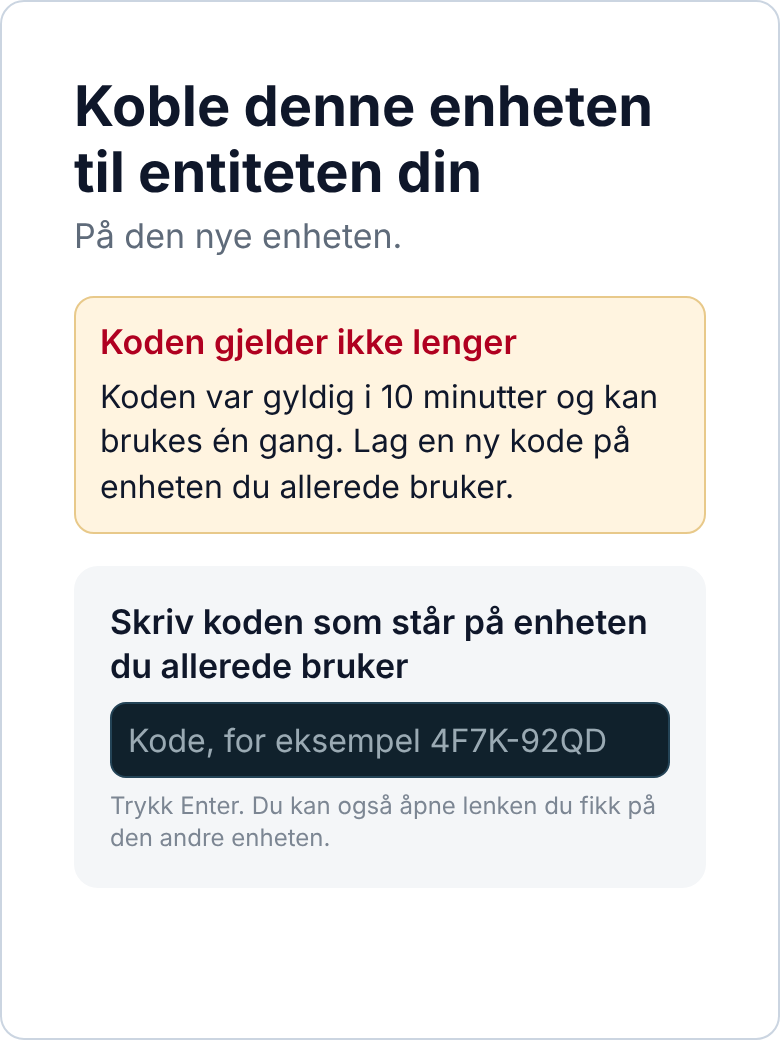 Koble denne enheten
til entiteten din
På den nye enheten.
Koden gjelder ikke lenger
Koden var gyldig i 10 minutter og kan
brukes én gang. Lag en ny kode på
enheten du allerede bruker.
Skriv koden som står på enheten
du allerede bruker
Kode, for eksempel 4F7K-92QD
Trykk Enter. Du kan også åpne lenken du fikk på
den andre enheten.